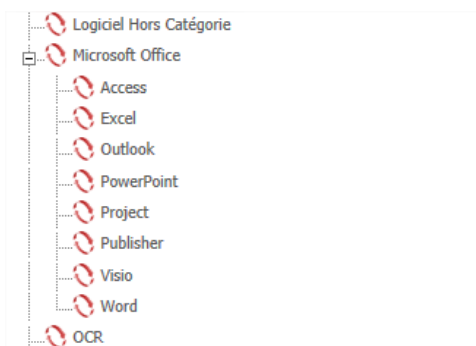 Logiciel Hors Catégorie
Microsoft Office
Access
Excel
Outlook
PowerPoint
Project
Publisher
Visio
Word
OCR